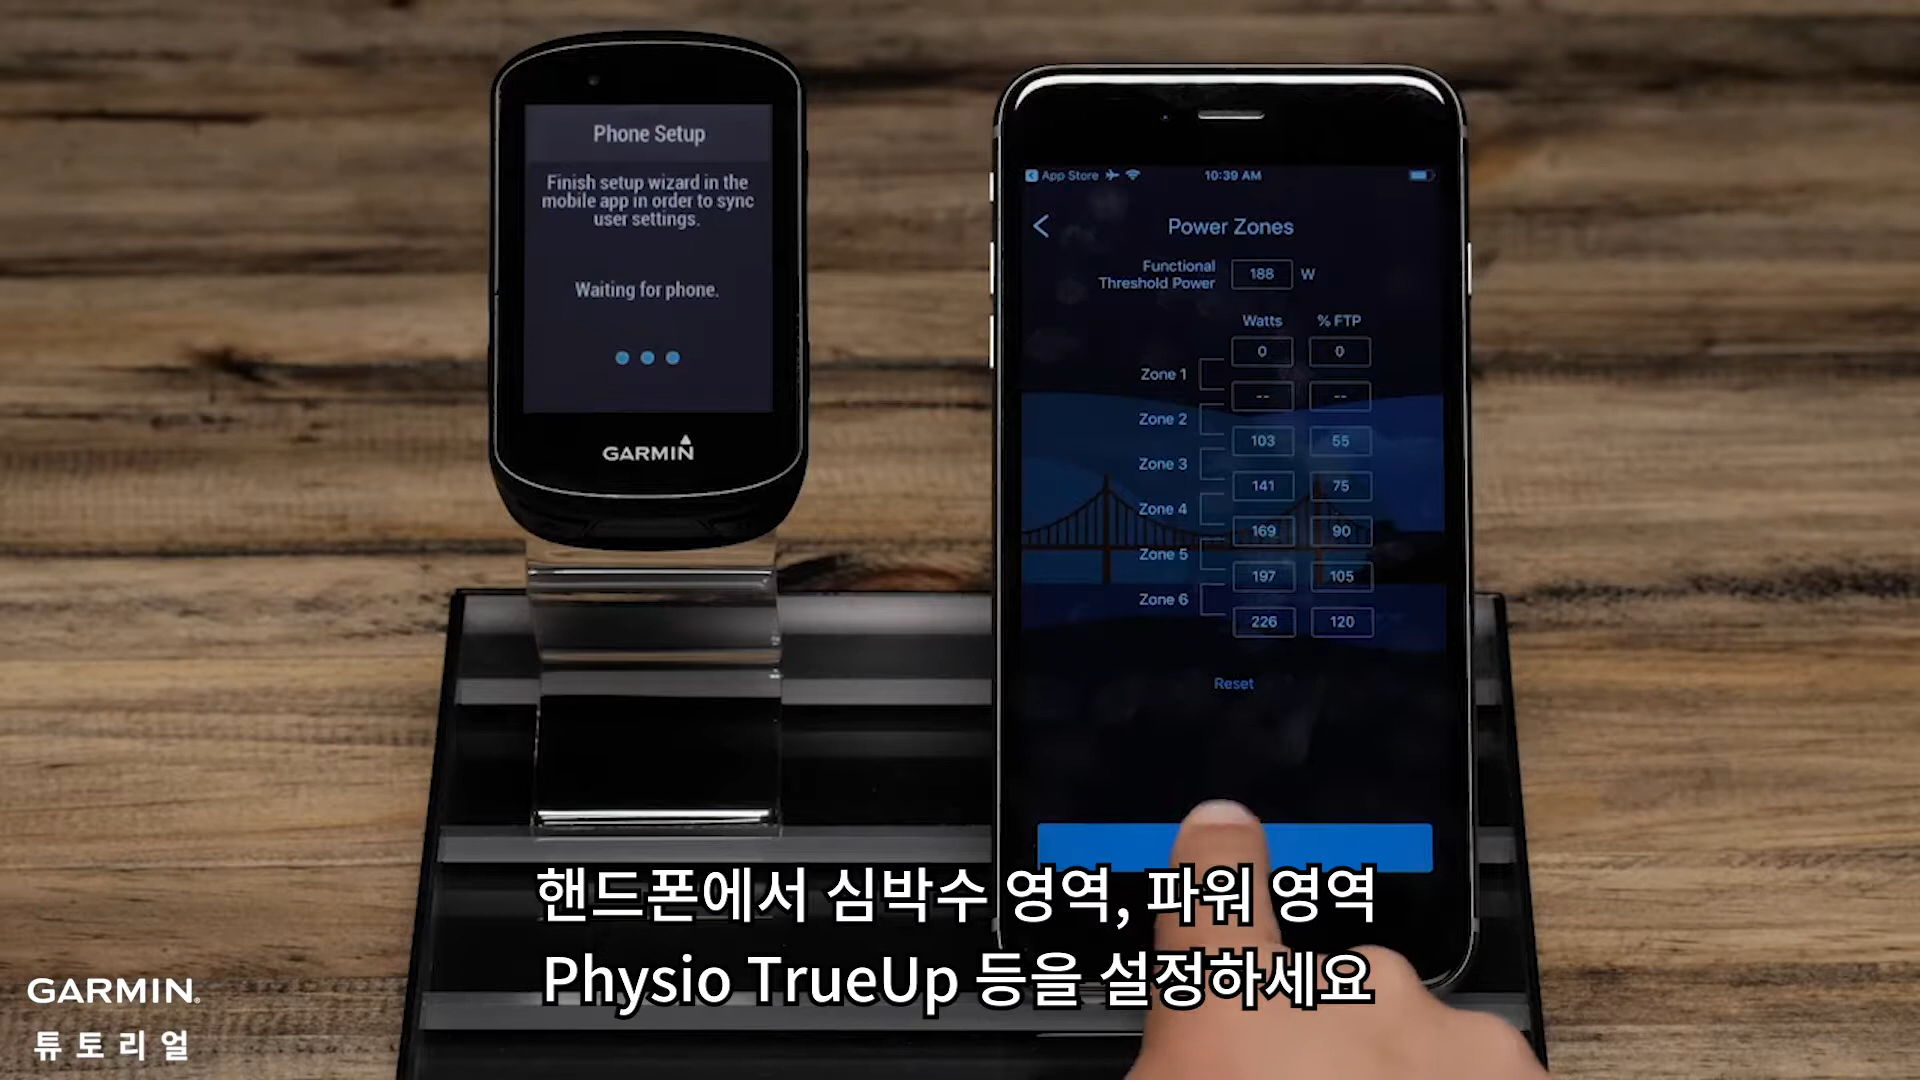 Phone Setup
Finish setup wizard in the
mobile app in order to sync
user settings.
Waiting for phone.
GARMIN
App Store
10:39 AM
Power Zones
Functional
Threshold Power
188 W
Watts % FTP
0 0
Zone 1
-- --
Zone 2
103 55
Zone 3
141 75
Zone 4
169 90
Zone 5
197 105
Zone 6
226 120
Reset
핸드폰에서 심박수 영역, 파워 영역
Physio TrueUp 등을 설정하세요
GARMIN.
튜토리얼